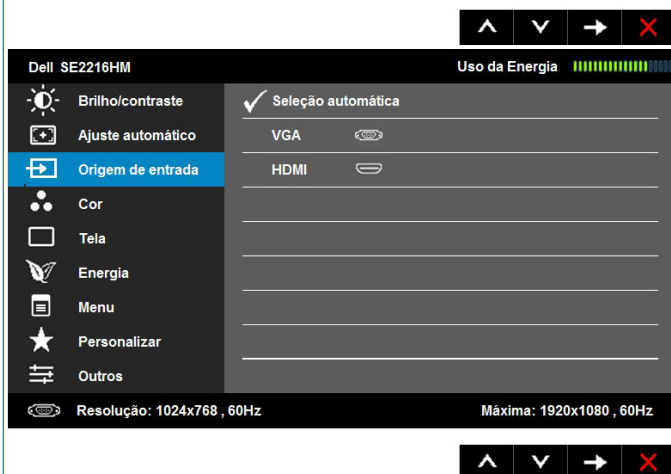 Dell SE2216HM Uso da Energia
Brilho/contraste Seleção automática
Ajuste automático VGA
Origem de entrada HDMI
Cor
Tela
Energia
Menu
Personalizar
Outros
Resolução: 1024x768 , 60Hz Máxima: 1920x1080 , 60Hz